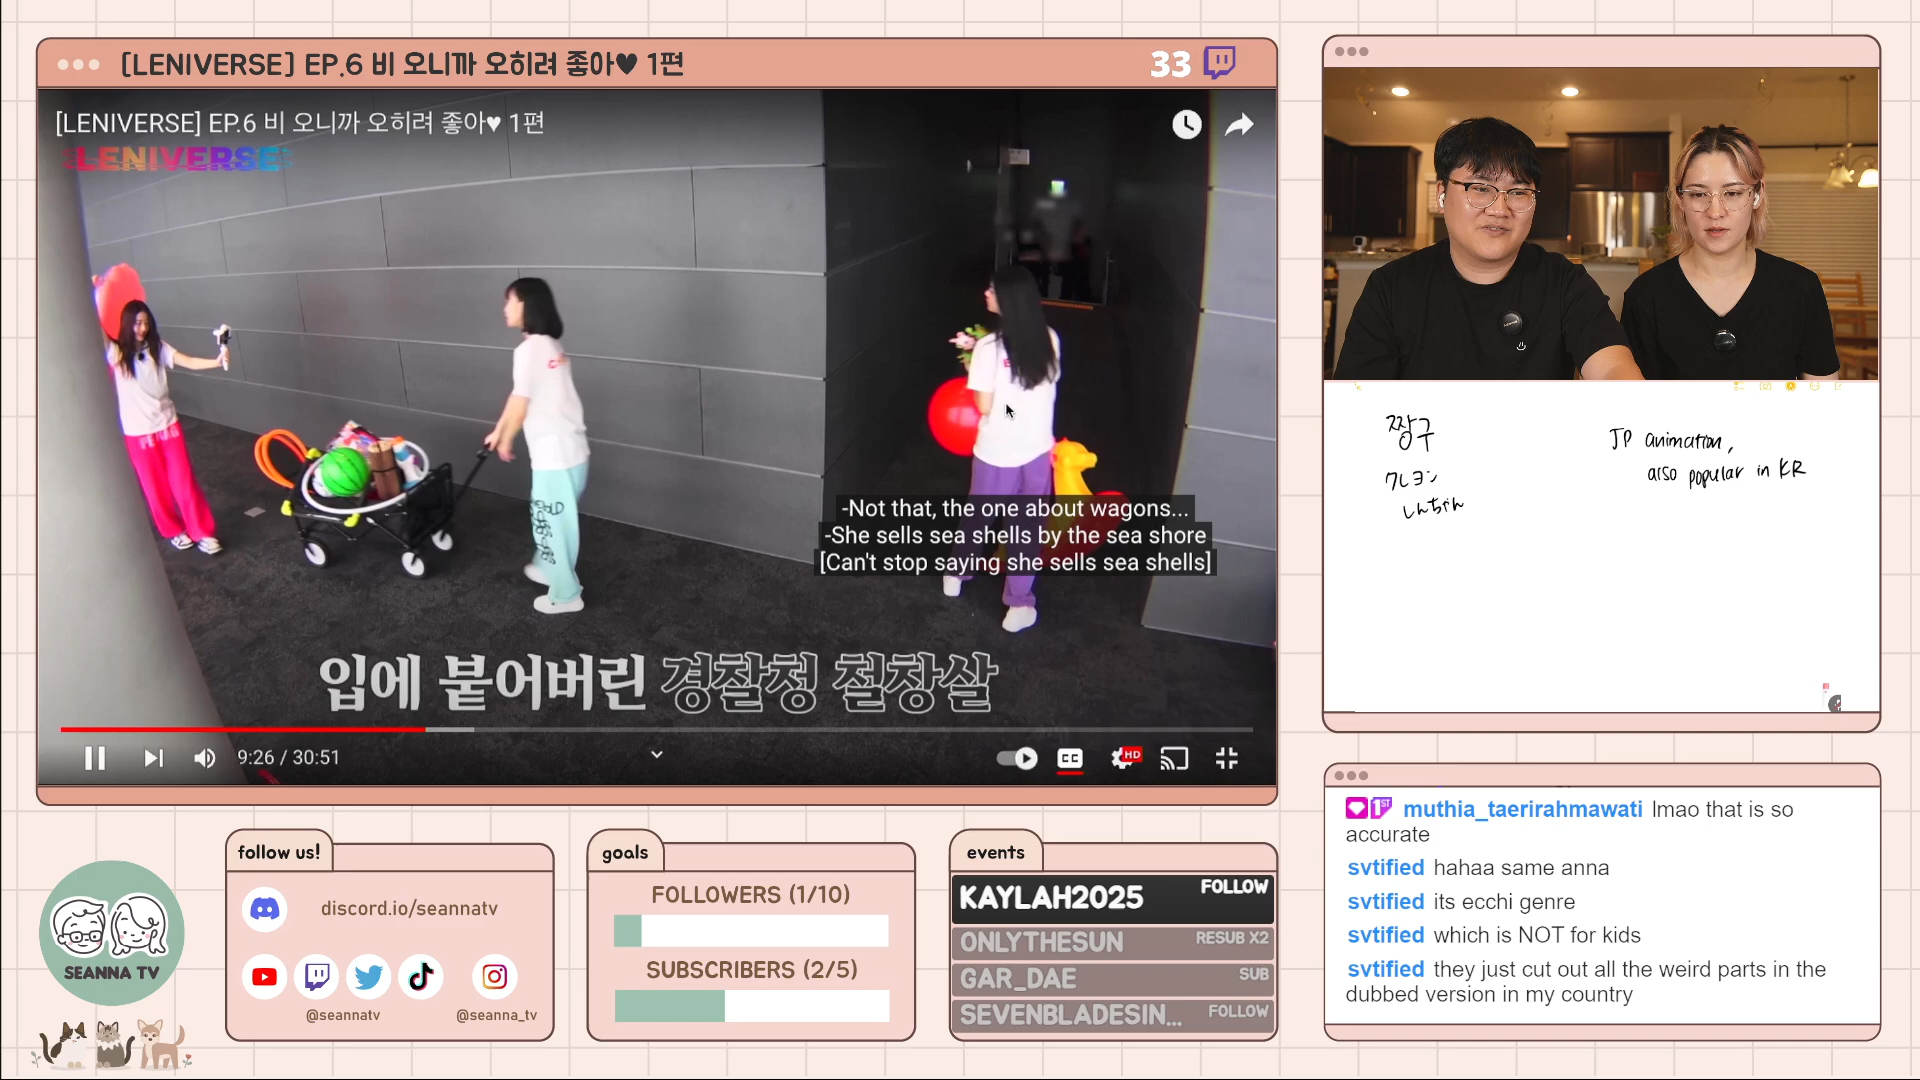 [LENIVERSE] EP.6 비 오니까 오히려 좋아♥ 1편
33
[LENIVERSE] EP.6 비 오니까 오히려 좋아♥ 1편
LENIVERSE
-Not that, the one about wagons...
-She sells sea shells by the sea shore
[Can't stop saying she sells sea shells]
입에 붙어버린 경찰청 철창살
9:26 / 30:51
CC
HD
짱구
クレヨン
しんちゃん
JP animation,
also popular in KR
SEANNA TV
follow us!
discord.io/seannatv
@seannatv
@seanna_tv
goals
FOLLOWERS (1/10)
SUBSCRIBERS (2/5)
events
KAYLAH2025 FOLLOW
ONLYTHESUN RESUB X2
GAR_DAE SUB
SEVENBLADESIN... FOLLOW
1ST muthia_taerirahmawati lmao that is so
accurate
svtified hahaa same anna
svtified its ecchi genre
svtified which is NOT for kids
svtified they just cut out all the weird parts in the
dubbed version in my country